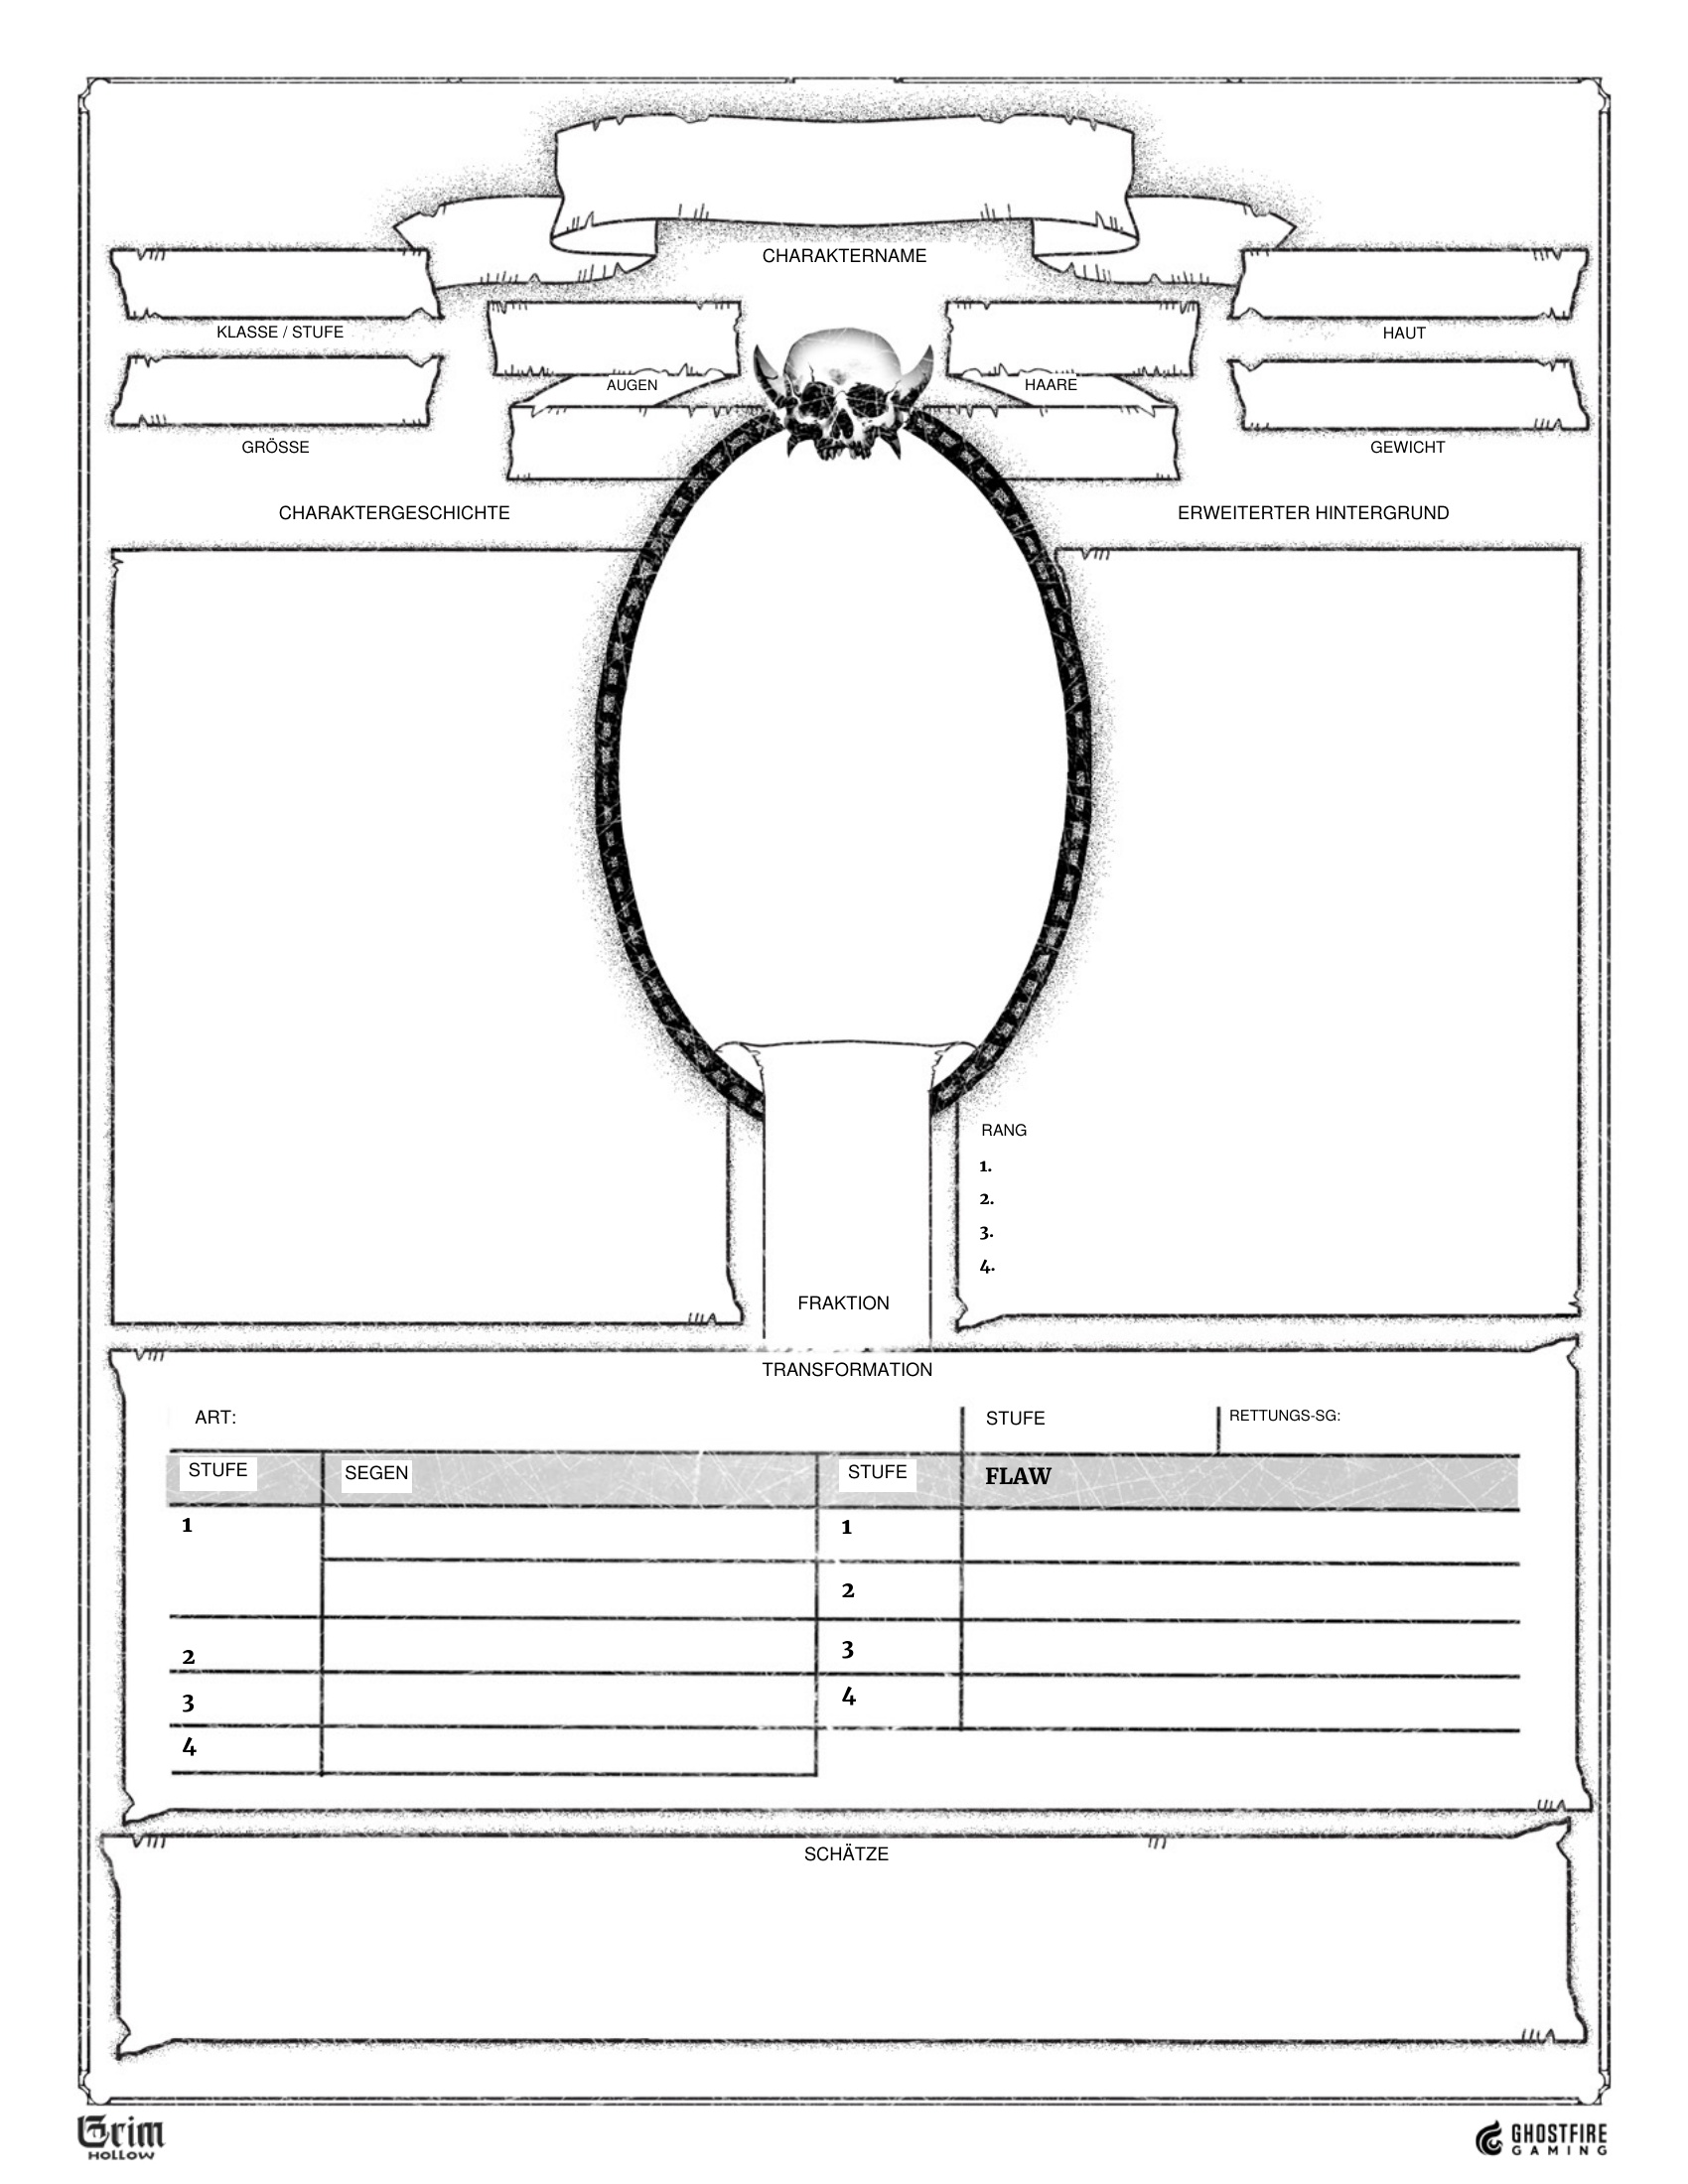 CHARAKTERNAME
KLASSE / STUFE
HAUT
AUGEN
HAARE
GRÖSSE
GEWICHT
CHARAKTERGESCHICHTE
ERWEITERTER HINTERGRUND
RANG
1.
2.
3.
4.
FRAKTION
TRANSFORMATION
ART:
STUFE
RETTUNGS-SG:
STUFE
SEGEN
STUFE
FLAW
1
1
2
2
3
3
4
4
SCHÄTZE
Grim
HOLLOW
GHOSTFIRE
GAMING